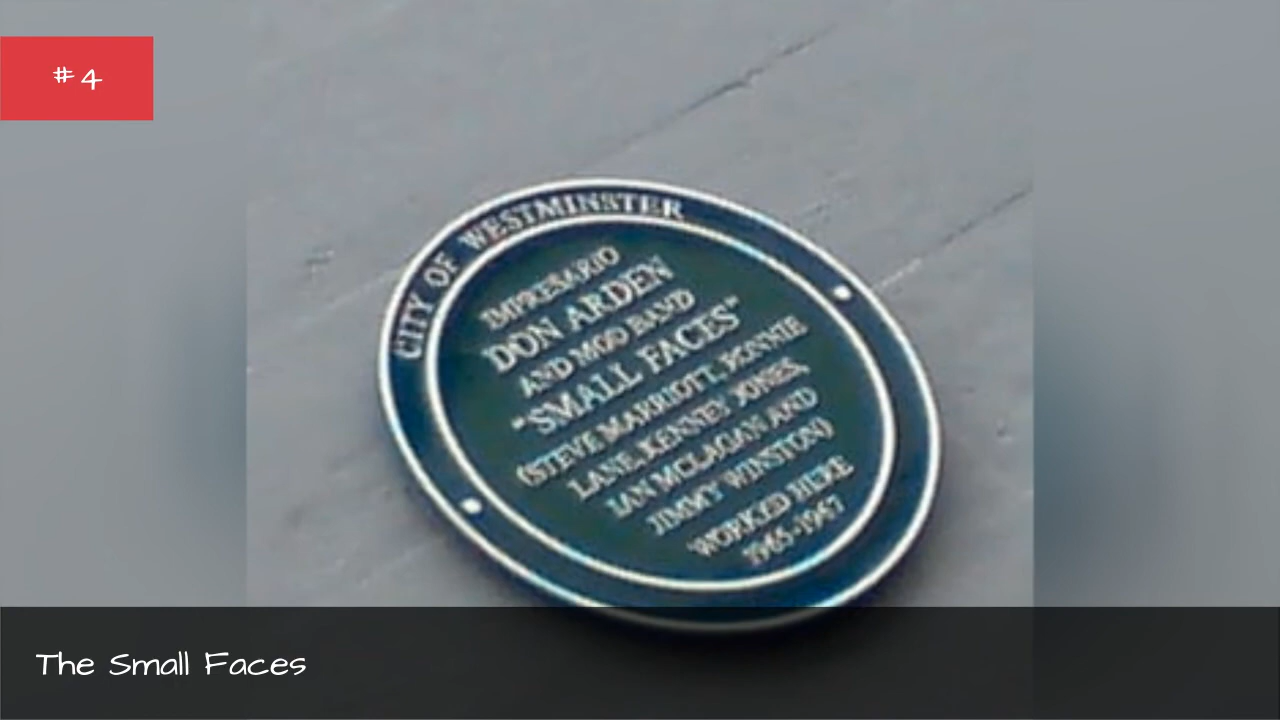 #4
CITY OF WESTMINSTER
IMPRESARIO
DON ARDEN
AND MOD BAND
"SMALL FACES"
(STEVE MARRIOTT, RONNIE
LANE, KENNEY JONES,
IAN MCLAGAN AND
JIMMY WINSTON)
WORKED HERE
1965-1967
The Small Faces